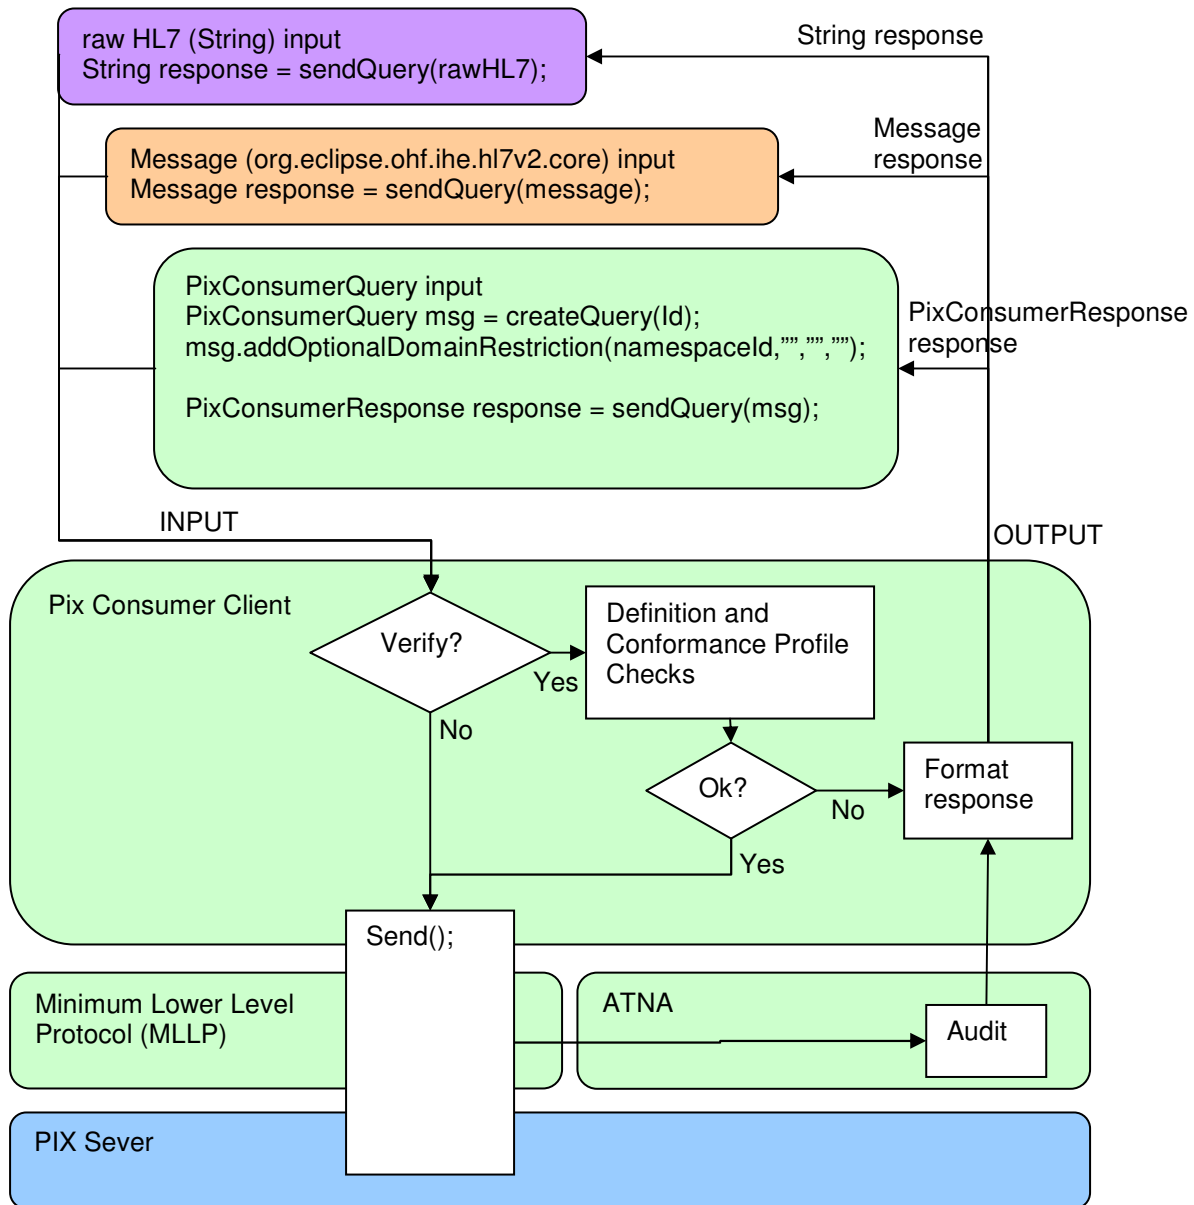 raw HL7 (String) input
String response = sendQuery(rawHL7);
String response
Message (org.eclipse.ohf.ihe.hl7v2.core) input
Message response = sendQuery(message);
Message
response
PixConsumerQuery input
PixConsumerQuery msg = createQuery(Id);
msg.addOptionalDomainRestriction(namespaceId,"","","");
PixConsumerResponse response = sendQuery(msg);
PixConsumerResponse
response
INPUT
OUTPUT
Pix Consumer Client
Verify?
Yes
No
Definition and
Conformance Profile
Checks
Ok?
No
Yes
Format
response
Send();
Minimum Lower Level
Protocol (MLLP)
ATNA
Audit
PIX Sever